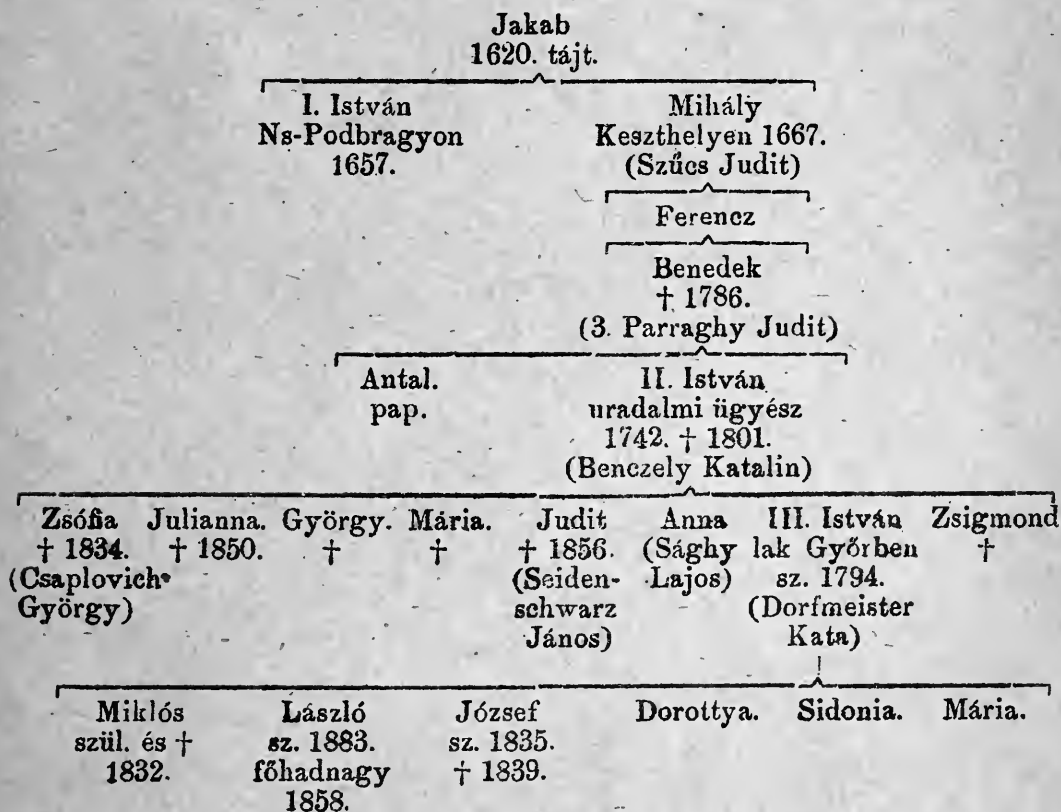 Jakab
1620. tájt.
I. István Mihály
Ns-Podbragyon Keszthelyen 1667.
1657. (Szűcs Judit)
Ferencz
Benedek
† 1786.
(3. Parraghy Judit)
Antal. II. István
pap. uradalmi ügyész
1742. † 1801.
(Benczely Katalin)
Zsófia Julianna. György. Mária. Judit Anna III. István Zsigmond
† 1834. † 1850. † † † 1856. (Sághy lak Győrben †
(Csaplovich (Seiden- Lajos) sz. 1794.
György) schwarz (Dorfmeister
János) Kata)
Miklós László József Dorottya. Sidonia. Mária.
szül. és † sz. 1883. sz. 1835.
1832. főhadnagy † 1839.
1858.